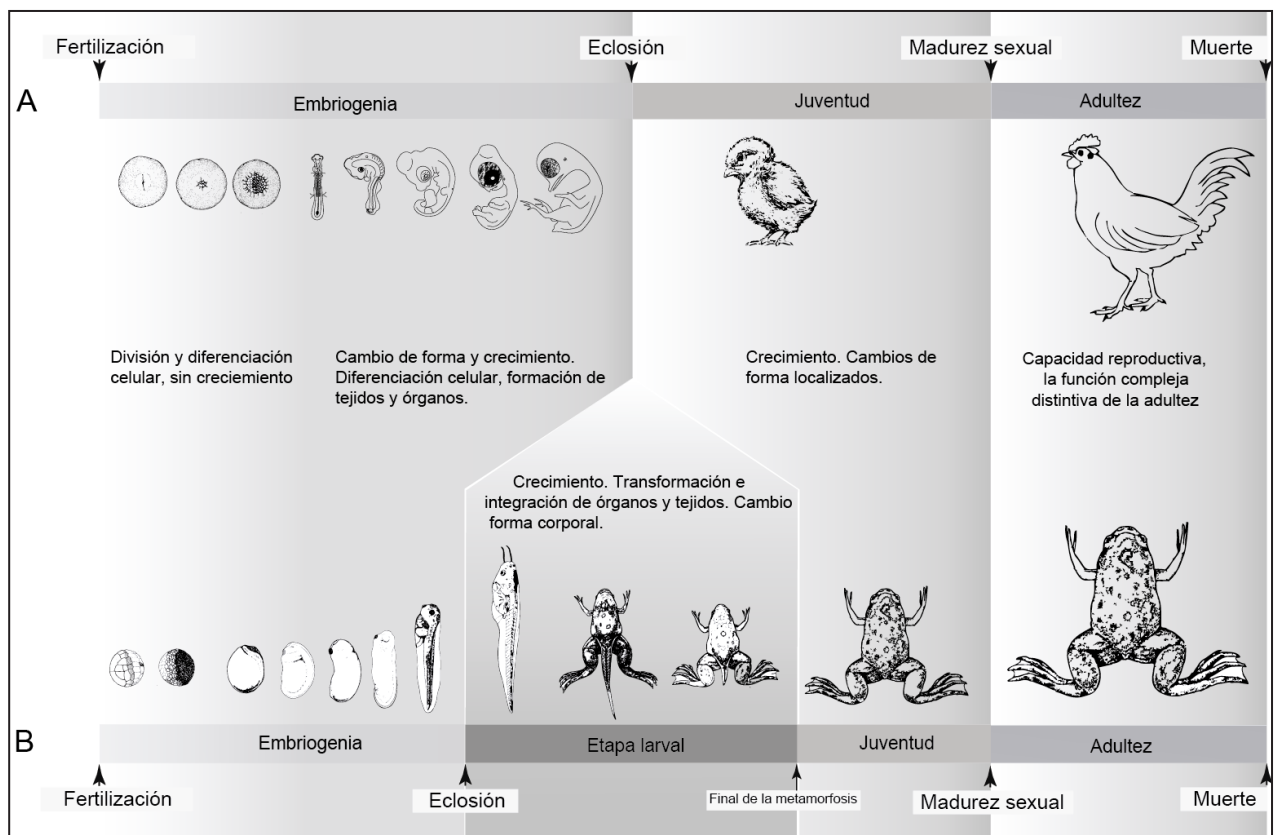 Fertilización
Eclosión
Madurez sexual
Muerte
A
Embriogenia
Juventud
Adultez
División y diferenciación
celular, sin creciemiento
Cambio de forma y crecimiento.
Diferenciación celular, formación de
tejidos y órganos.
Crecimiento. Cambios de
forma localizados.
Capacidad reproductiva,
la función compleja
distintiva de la adultez
Crecimiento. Transformación e
integración de órganos y tejidos. Cambio
forma corporal.
B
Embriogenia
Etapa larval
Juventud
Adultez
Fertilización
Eclosión
Final de la metamorfosis
Madurez sexual
Muerte